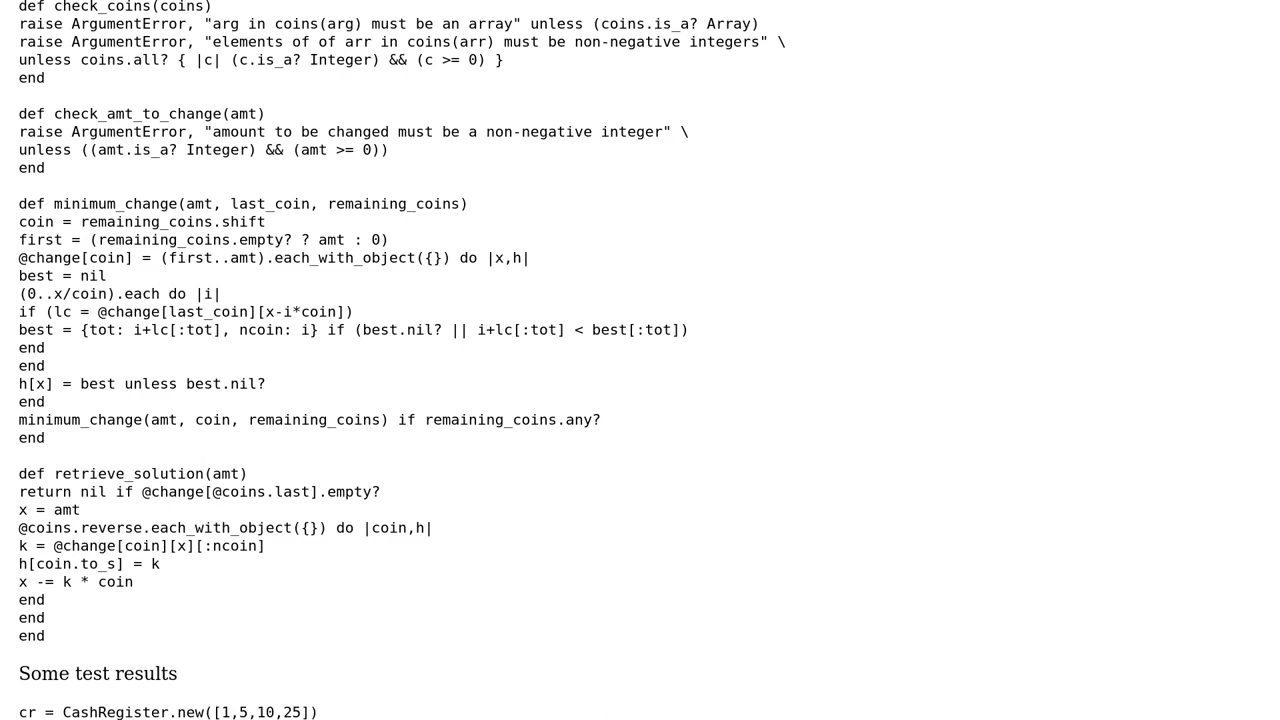 def check_coins(coins)
raise ArgumentError, "arg in coins(arg) must be an array" unless (coins.is_a? Array)
raise ArgumentError, "elements of of arr in coins(arr) must be non-negative integers" \
unless coins.all? { |c| (c.is_a? Integer) && (c >= 0) }
end
def check_amt_to_change(amt)
raise ArgumentError, "amount to be changed must be a non-negative integer" \
unless ((amt.is_a? Integer) && (amt >= 0))
end
def minimum_change(amt, last_coin, remaining_coins)
coin = remaining_coins.shift
first = (remaining_coins.empty? ? amt : 0)
@change[coin] = (first..amt).each_with_object({}) do |x,h|
best = nil
(0..x/coin).each do |i|
if (lc = @change[last_coin][x-i*coin])
best = {tot: i+lc[:tot], ncoin: i} if (best.nil? || i+lc[:tot] < best[:tot])
end
end
h[x] = best unless best.nil?
end
minimum_change(amt, coin, remaining_coins) if remaining_coins.any?
end
def retrieve_solution(amt)
return nil if @change[@coins.last].empty?
x = amt
@coins.reverse.each_with_object({}) do |coin,h|
k = @change[coin][x][:ncoin]
h[coin.to_s] = k
x -= k * coin
end
end
end
Some test results
cr = CashRegister.new([1,5,10,25])